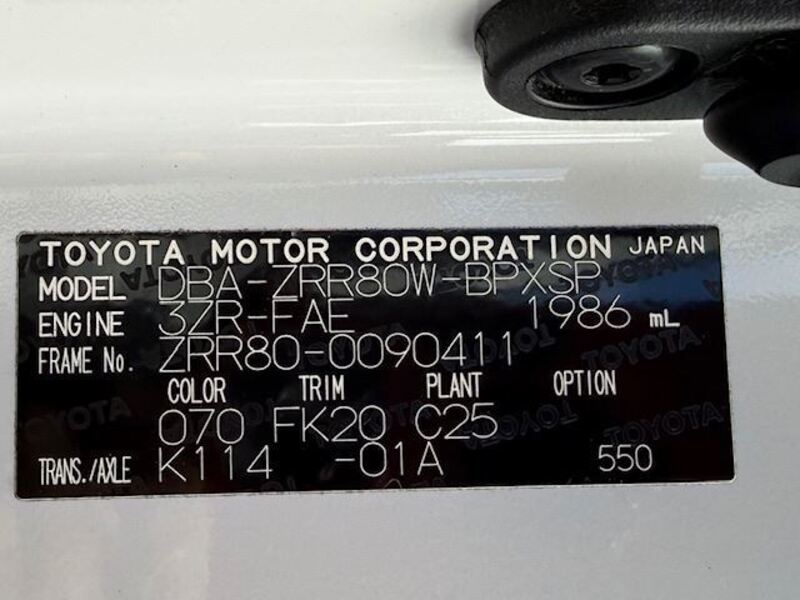 TOYOTA MOTOR CORPORATION JAPAN
MODEL DBA-ZRR80W-BPXSP
ENGINE 3ZR-FAE 1986 mL
FRAME No. ZRR80-0090411
COLOR TRIM PLANT OPTION
070 FK20 C25
TRANS./AXLE K114 -01A 550